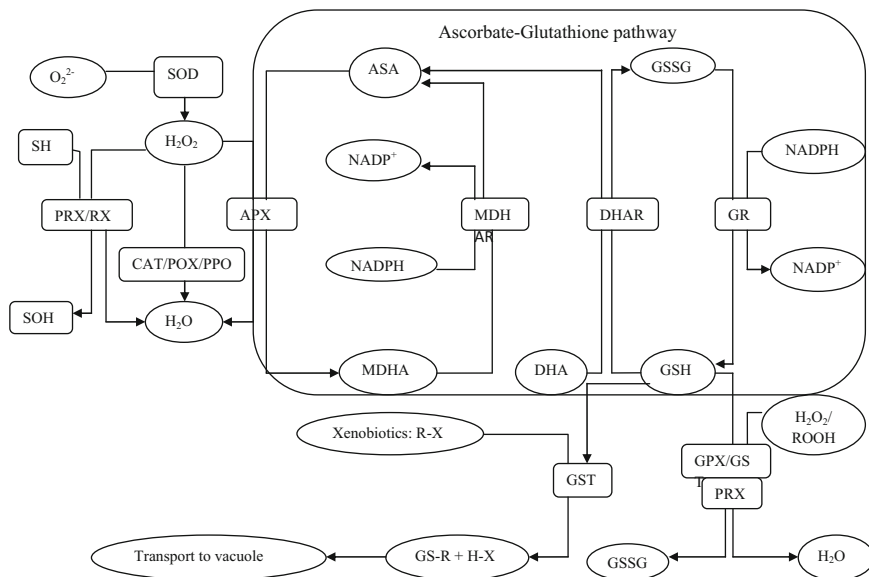 Ascorbate-Glutathione pathway
O₂²⁻
SOD
ASA
GSSG
SH
H₂O₂
NADP⁺
NADPH
PRX/RX
APX
MDH
AR
DHAR
GR
CAT/POX/PPO
NADPH
NADP⁺
SOH
H₂O
MDHA
DHA
GSH
Xenobiotics: R-X
H₂O₂/
ROOH
GPX/GS
T
PRX
GST
Transport to vacuole
GS-R + H-X
GSSG
H₂O